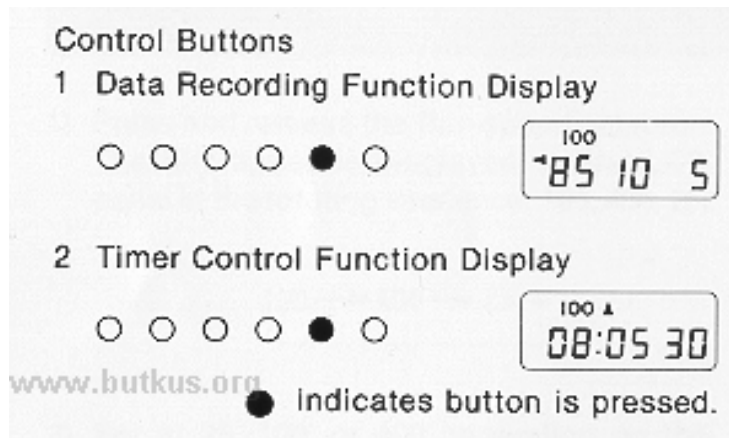 Control Buttons
1 Data Recording Function Display
100
85 10 5
2 Timer Control Function Display
100
08:05 30
www.butkus.org
indicates button is pressed.